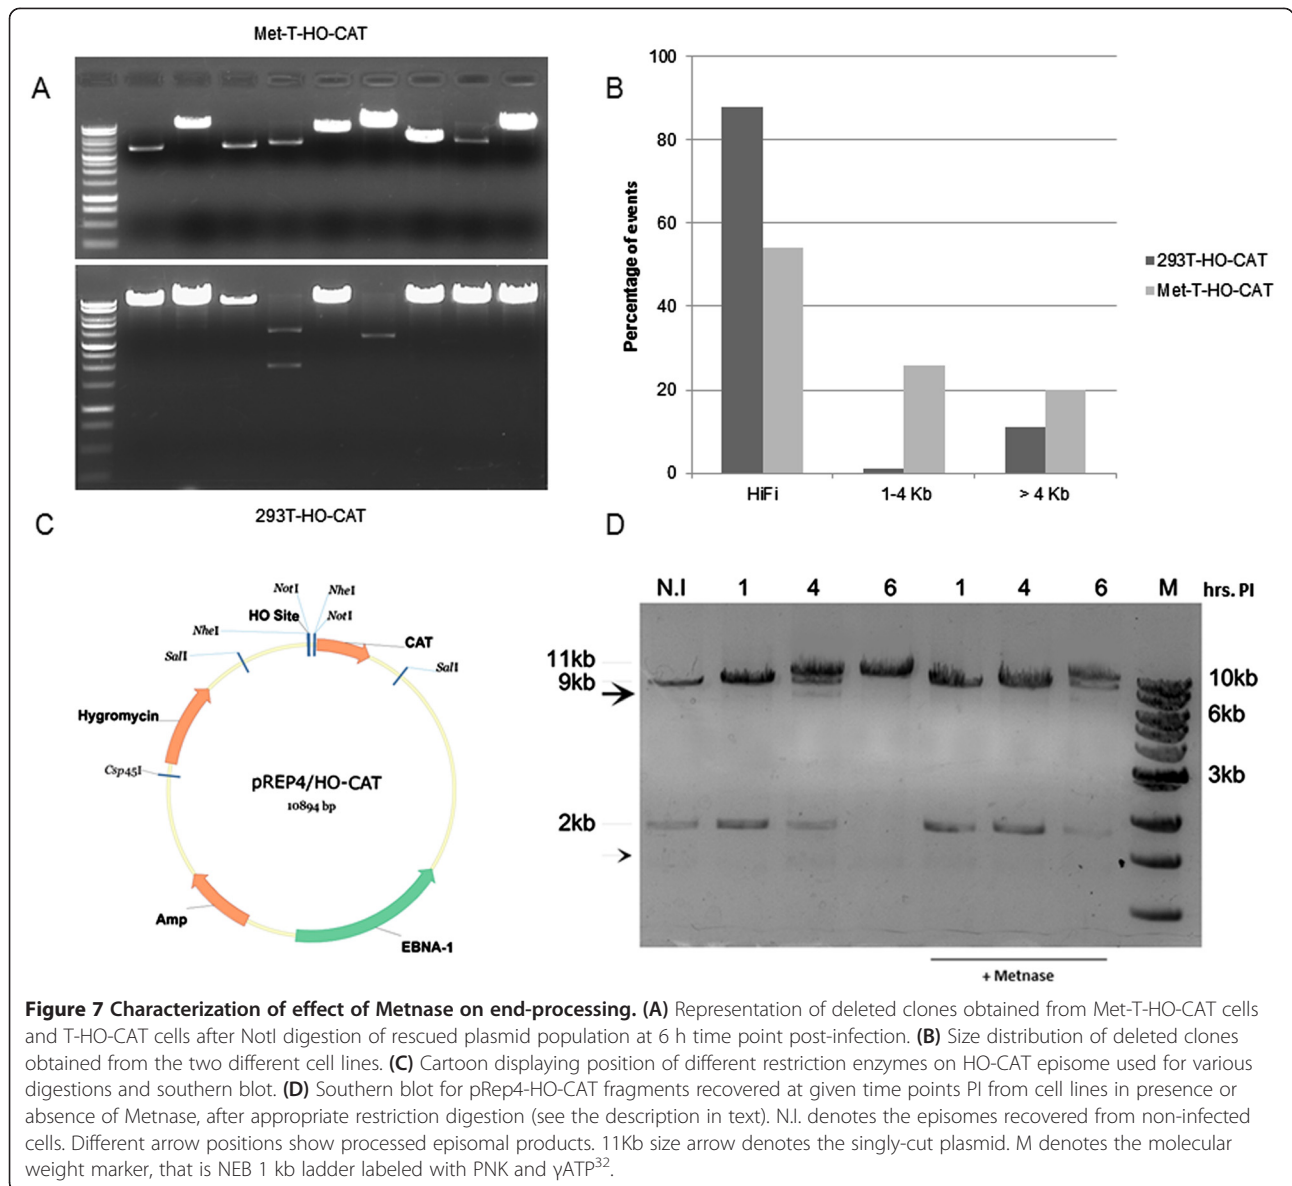 Met-T-HO-CAT
A
293T-HO-CAT
B
Percentage of events
100
80
60
40
20
0
HiFi
1-4 Kb
> 4 Kb
293T-HO-CAT
Met-T-HO-CAT
C
NotI
NheI
HO Site
NotI
NheI
CAT
SalI
SalI
Hygromycin
Csp45I
pREP4/HO-CAT
10894 bp
Amp
EBNA-1
D
N.I 1 4 6 1 4 6 M hrs. PI
11kb
9kb
2kb
10kb
6kb
3kb
+ Metnase
Figure 7 Characterization of effect of Metnase on end-processing. (A) Representation of deleted clones obtained from Met-T-HO-CAT cells
and T-HO-CAT cells after NotI digestion of rescued plasmid population at 6 h time point post-infection. (B) Size distribution of deleted clones
obtained from the two different cell lines. (C) Cartoon displaying position of different restriction enzymes on HO-CAT episome used for various
digestions and southern blot. (D) Southern blot for pRep4-HO-CAT fragments recovered at given time points PI from cell lines in presence or
absence of Metnase, after appropriate restriction digestion (see the description in text). N.I. denotes the episomes recovered from non-infected
cells. Different arrow positions show processed episomal products. 11Kb size arrow denotes the singly-cut plasmid. M denotes the molecular
weight marker, that is NEB 1 kb ladder labeled with PNK and γATP³².